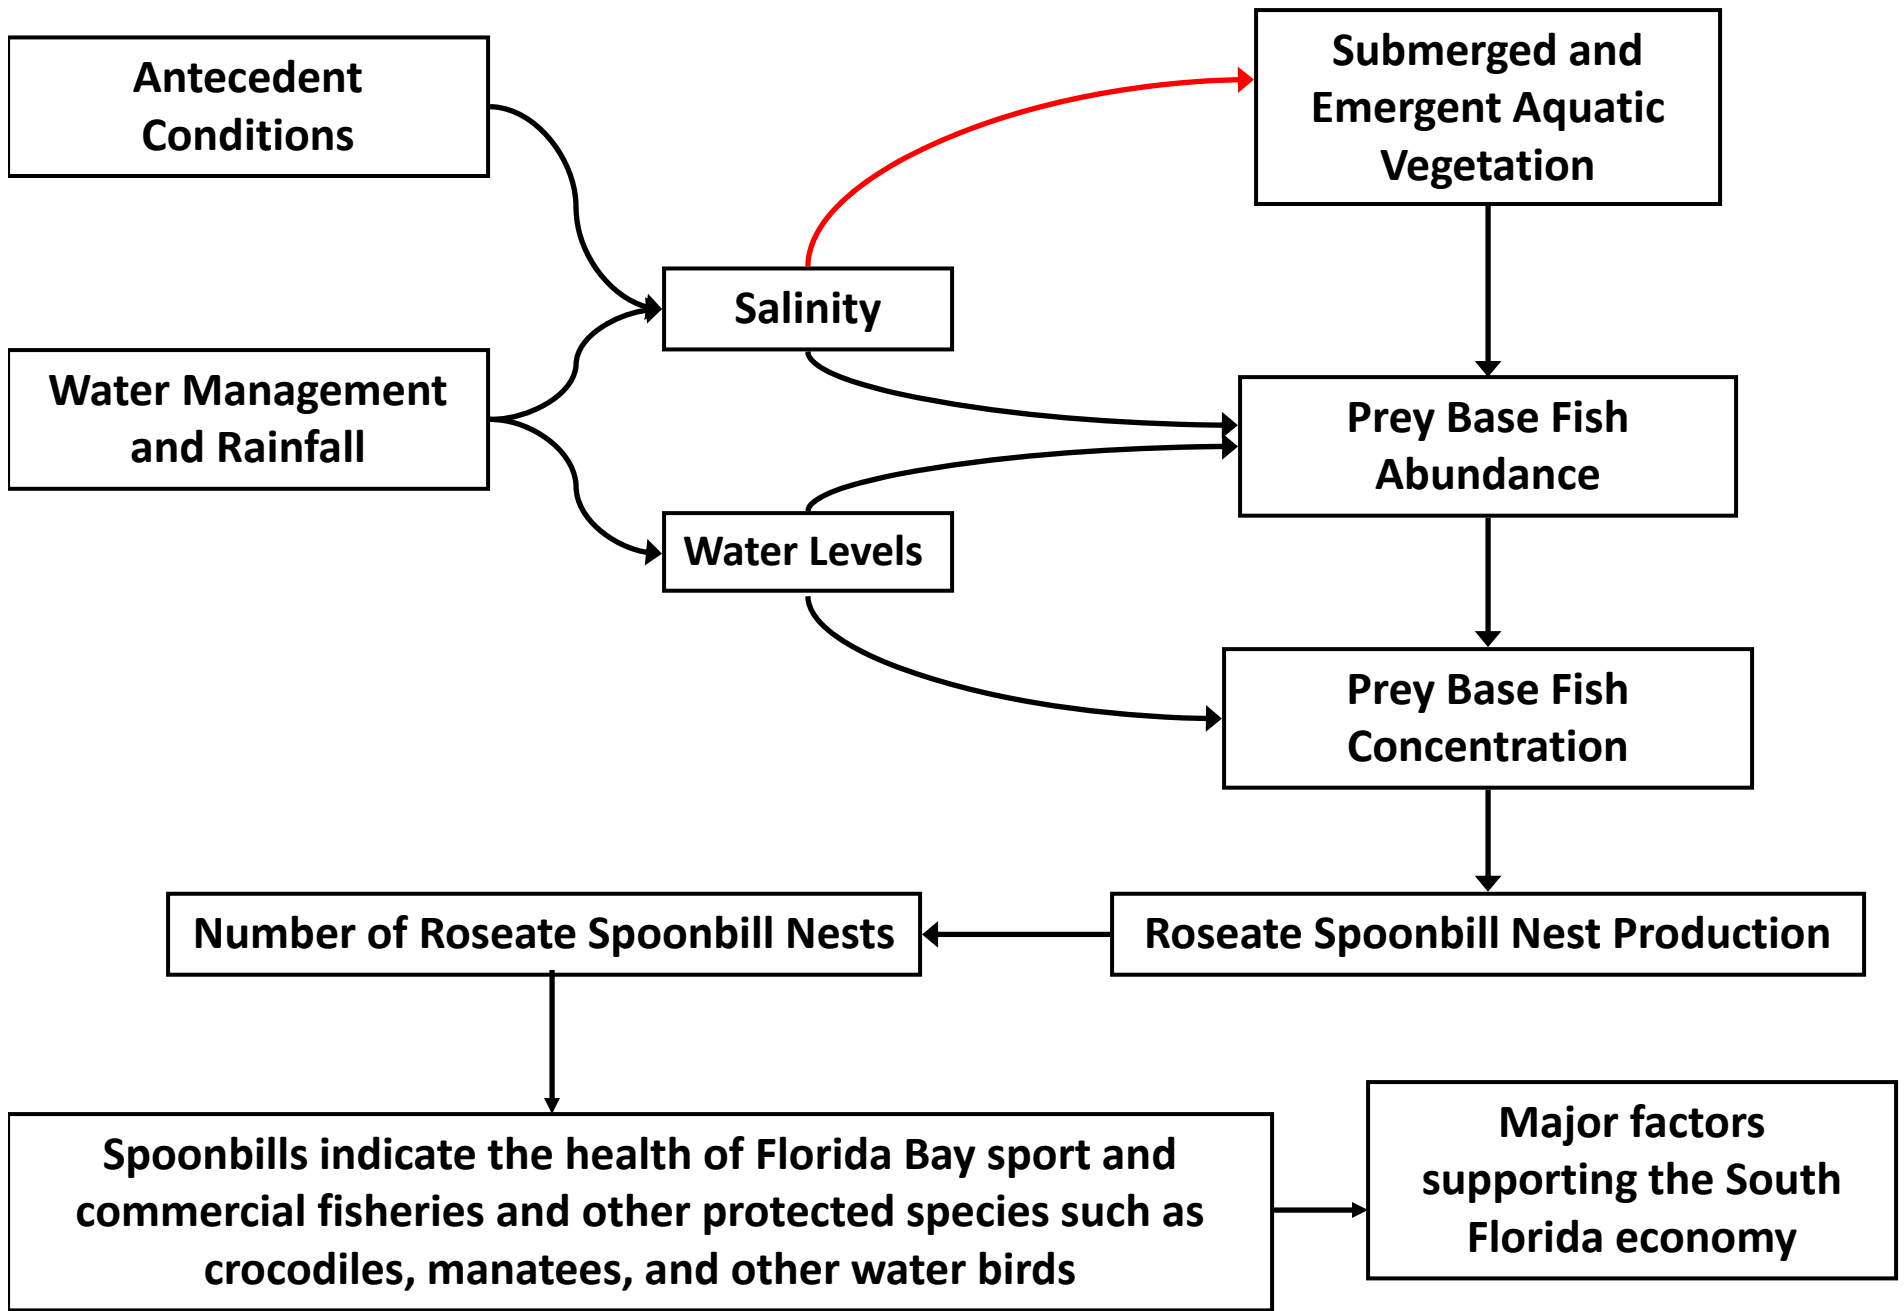 Antecedent
Conditions
Submerged and
Emergent Aquatic
Vegetation
Salinity
Water Management
and Rainfall
Prey Base Fish
Abundance
Water Levels
Prey Base Fish
Concentration
Number of Roseate Spoonbill Nests
Roseate Spoonbill Nest Production
Spoonbills indicate the health of Florida Bay sport and
commercial fisheries and other protected species such as
crocodiles, manatees, and other water birds
Major factors
supporting the South
Florida economy